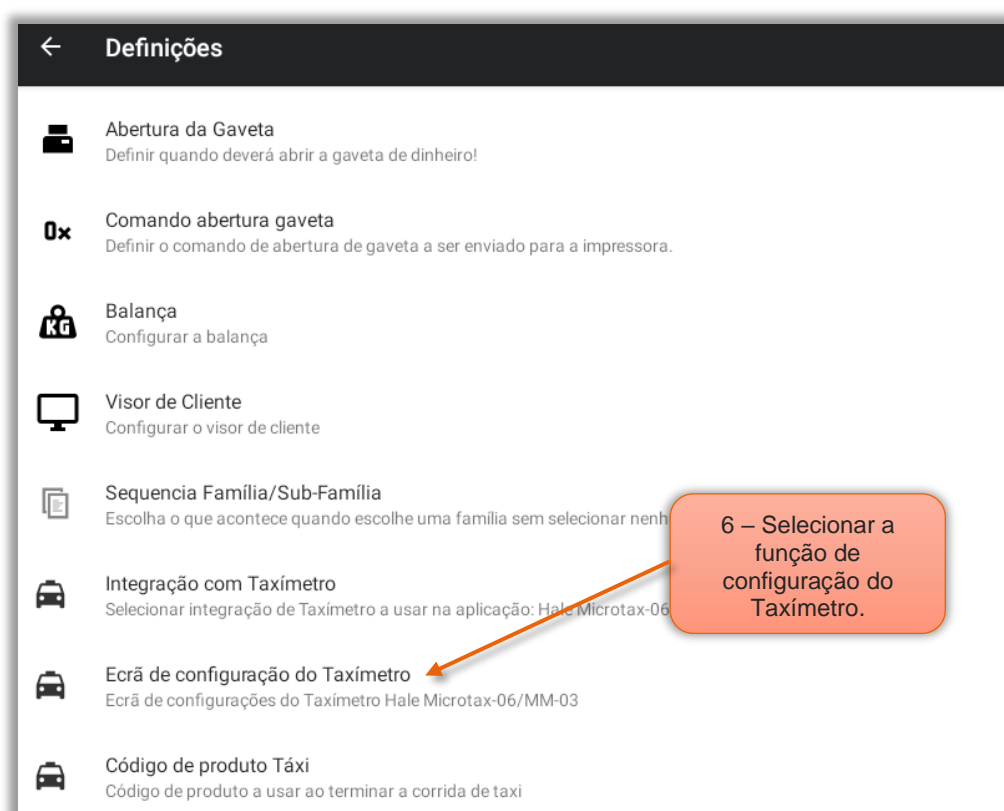 Definições
Abertura da Gaveta
Definir quando deverá abrir a gaveta de dinheiro!
0x
Comando abertura gaveta
Definir o comando de abertura de gaveta a ser enviado para a impressora.
KG
Balança
Configurar a balança
Visor de Cliente
Configurar o visor de cliente
Sequencia Família/Sub-Família
Escolha o que acontece quando escolhe uma família sem selecionar nenh
6 – Selecionar a
função de
configuração do
Taxímetro.
Integração com Taxímetro
Selecionar integração de Taxímetro a usar na aplicação: Hale Microtax-06
Ecrã de configuração do Taxímetro
Ecrã de configurações do Taxímetro Hale Microtax-06/MM-03
Código de produto Táxi
Código de produto a usar ao terminar a corrida de taxi